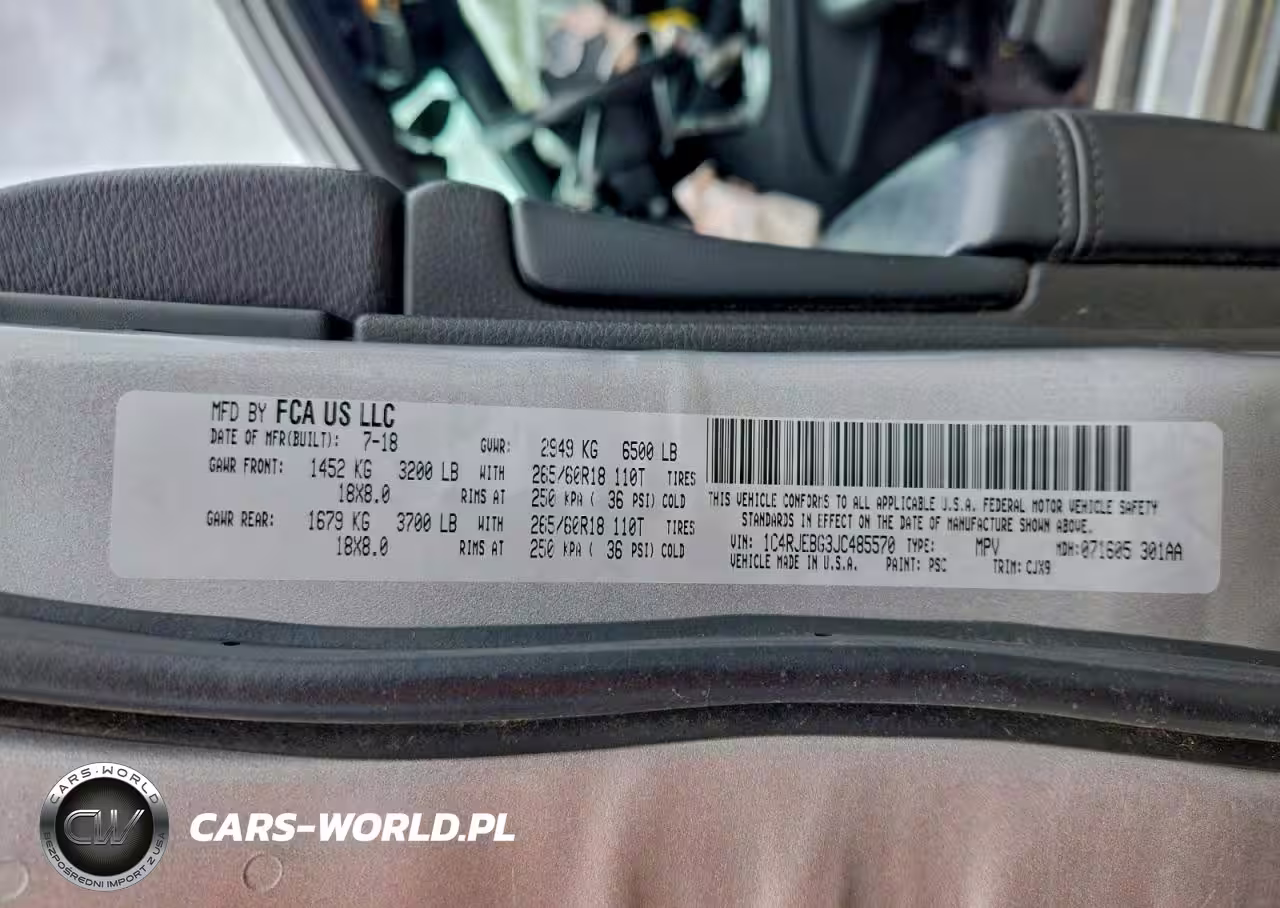 MFD BY FCA US LLC
DATE OF MFR(BUILT): 7-18 GVWR: 2949 KG 6500 LB
GAWR FRONT: 1452 KG 3200 LB WITH 265/60R18 110T TIRES
18X8.0 RIMS AT 250 KPA ( 36 PSI) COLD
GAWR REAR: 1679 KG 3700 LB WITH 265/60R18 110T TIRES
18X8.0 RIMS AT 250 KPA ( 36 PSI) COLD
THIS VEHICLE CONFORMS TO ALL APPLICABLE U.S.A. FEDERAL MOTOR VEHICLE SAFETY
STANDARDS IN EFFECT ON THE DATE OF MANUFACTURE SHOWN ABOVE.
VIN: 1C4RJEBG3JC485570 TYPE: MPV MDH:071605 301AA
VEHICLE MADE IN U.S.A. PAINT: PSC TRIM: CJX9
CARS-WORLD
CW
BEZPOŚREDNI IMPORT Z USA
CARS-WORLD.PL